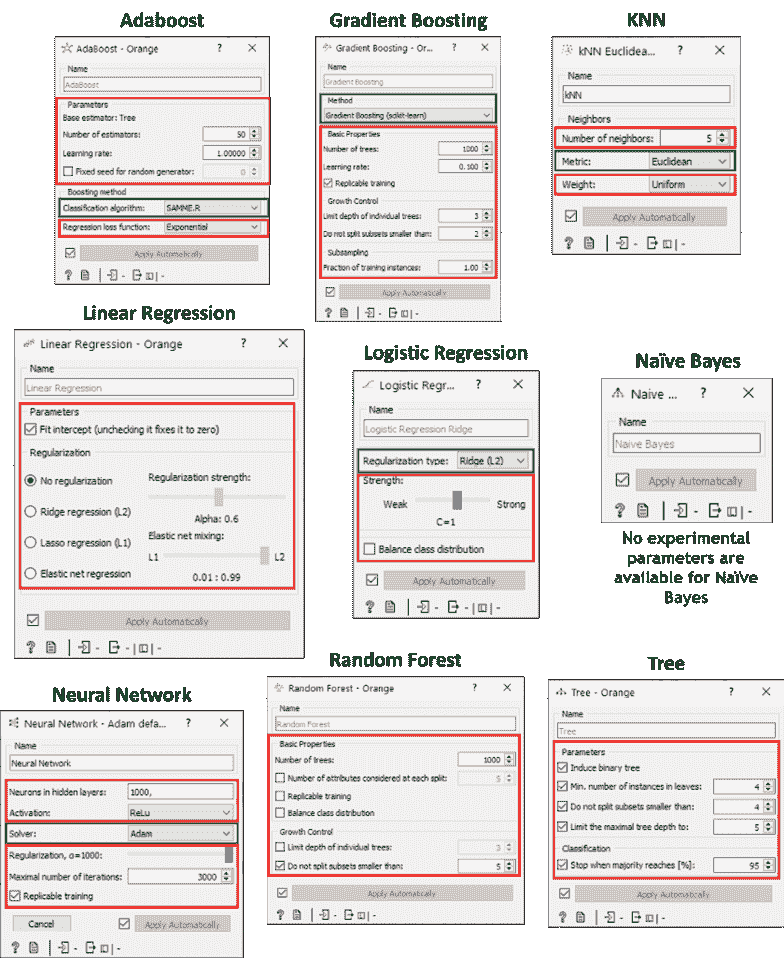 Adaboost
AdaBoost - Orange ? ×
Name
AdaBoost
Parameters
Base estimator: Tree
Number of estimators: 50
Learning rate: 1.00000
Fixed seed for random generator: 0
Boosting method
Classification algorithm: SAMME.R
Regression loss function: Exponential
Apply Automatically
Gradient Boosting
Gradient Boosting - Or... ? ×
Name
Gradient Boosting
Method
Gradient Boosting (scikit-learn)
Basic Properties
Number of trees: 1000
Learning rate: 0.100
Replicable training
Growth Control
Limit depth of individual trees: 3
Do not split subsets smaller than: 2
Subsampling
Fraction of training instances: 1.00
Apply Automatically
KNN
kNN Euclidea... ? ×
Name
kNN
Neighbors
Number of neighbors: 5
Metric: Euclidean
Weight: Uniform
Apply Automatically
Linear Regression
Linear Regression - Orange ? ×
Name
Linear Regression
Parameters
Fit intercept (unchecking it fixes it to zero)
Regularization
No regularization
Ridge regression (L2)
Lasso regression (L1)
Elastic net regression
Regularization strength:
Alpha: 0.6
Elastic net mixing:
L1 L2
0.01 : 0.99
Apply Automatically
Logistic Regression
Logistic Regr... ? ×
Name
Logistic Regression Ridge
Regularization type: Ridge (L2)
Strength:
Weak Strong
C=1
Balance class distribution
Apply Automatically
Naïve Bayes
Naive ... ? ×
Name
Naive Bayes
Apply Automatically
No experimental
parameters are
available for Naïve
Bayes
Neural Network
Neural Network - Adam defa... ? ×
Name
Neural Network
Neurons in hidden layers: 1000,
Activation: ReLu
Solver: Adam
Regularization, α=1000:
Maximal number of iterations: 3000
Replicable training
Cancel Apply Automatically
Random Forest
Random Forest - Orange ? ×
Name
Random Forest
Basic Properties
Number of trees: 1000
Number of attributes considered at each split: 5
Replicable training
Balance class distribution
Growth Control
Limit depth of individual trees: 3
Do not split subsets smaller than: 5
Apply Automatically
Tree
Tree - Orange ? ×
Name
Tree
Parameters
Induce binary tree
Min. number of instances in leaves: 4
Do not split subsets smaller than: 4
Limit the maximal tree depth to: 5
Classification
Stop when majority reaches [%]: 95
Apply Automatically